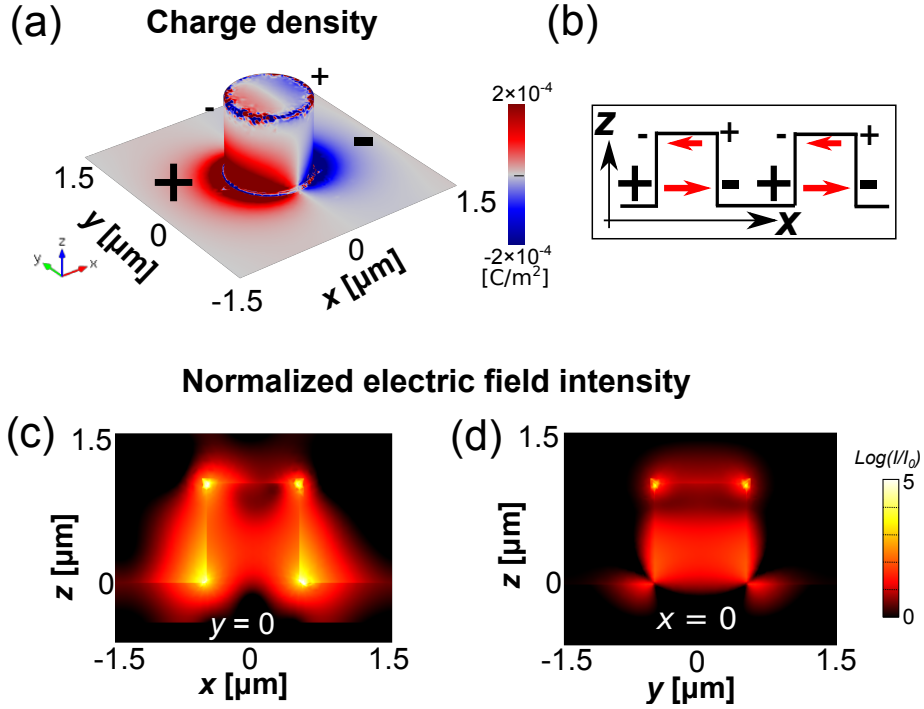 (a) Charge density
+
-
+
-
2×10⁻⁴
-2×10⁻⁴
[C/m²]
1.5
0
-1.5
y [μm]
1.5
0
x [μm]
z
y
x
(b)
z
- + - +
+ - + -
x
Normalized electric field intensity
(c)
1.5
0
z [μm]
y = 0
-1.5 0 1.5
x [μm]
(d)
1.5
0
z [μm]
x = 0
-1.5 0 1.5
y [μm]
Log(I/I₀)
5
0